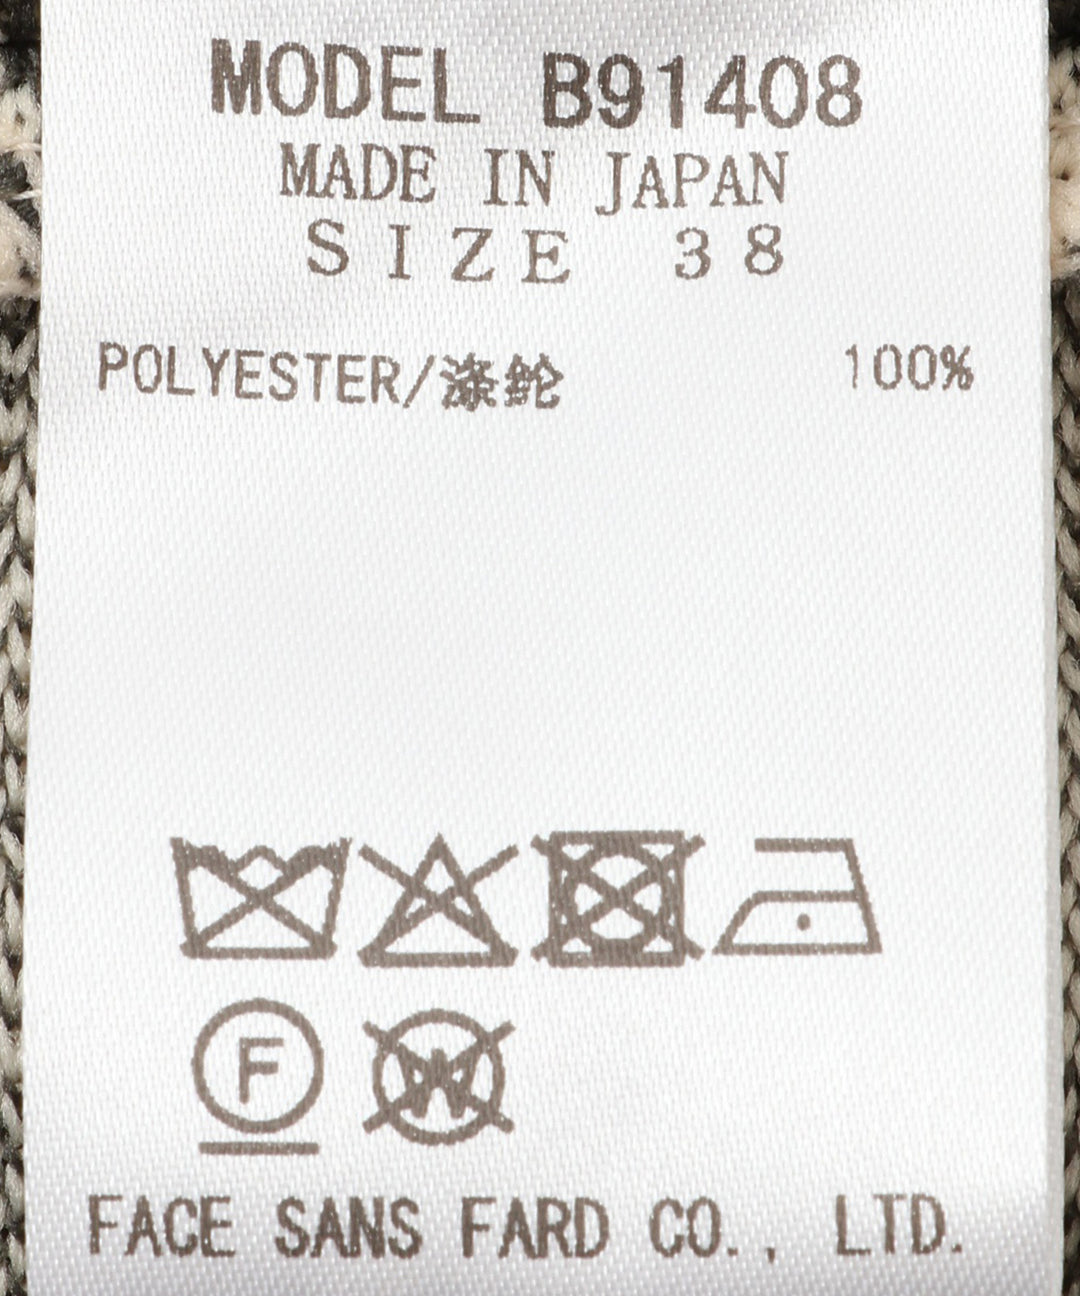 MODEL B91408
MADE IN JAPAN
SIZE 38
POLYESTER/涤纶 100%
F
W
FACE SANS FARD CO., LTD.